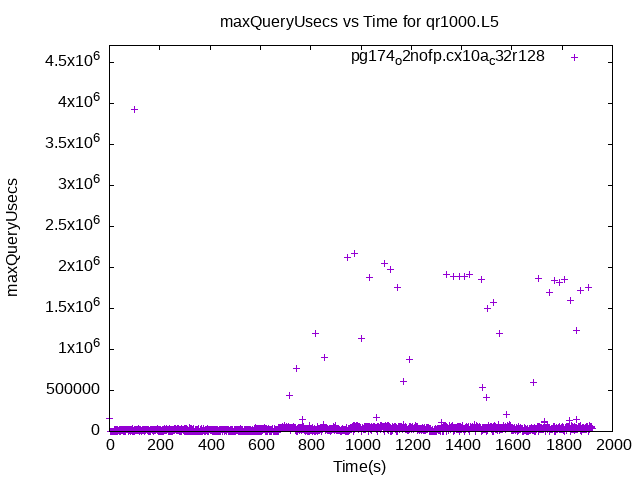 maxQueryUsecs vs Time for qr1000.L5
pg174_o2nofp.cx10a_c32r128
4.5x10^6
4x10^6
3.5x10^6
3x10^6
2.5x10^6
2x10^6
1.5x10^6
1x10^6
500000
0
maxQueryUsecs
0 200 400 600 800 1000 1200 1400 1600 1800 2000
Time(s)